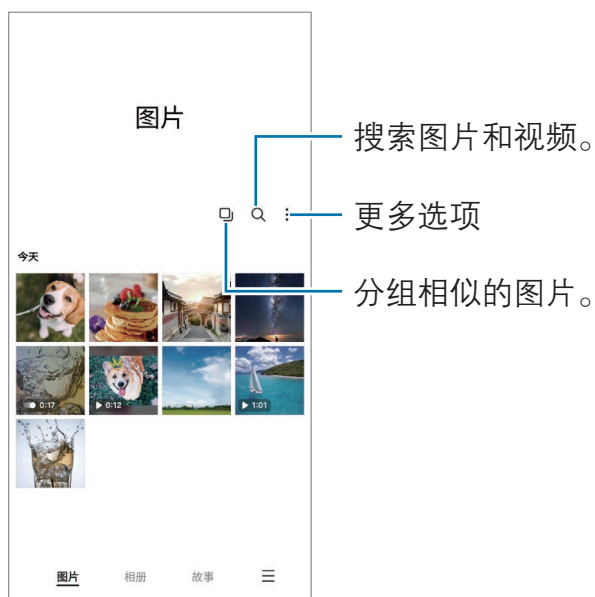 图片
搜索图片和视频。
更多选项
分组相似的图片。
今天
0:17
0:12
1:01
图片
相册
故事